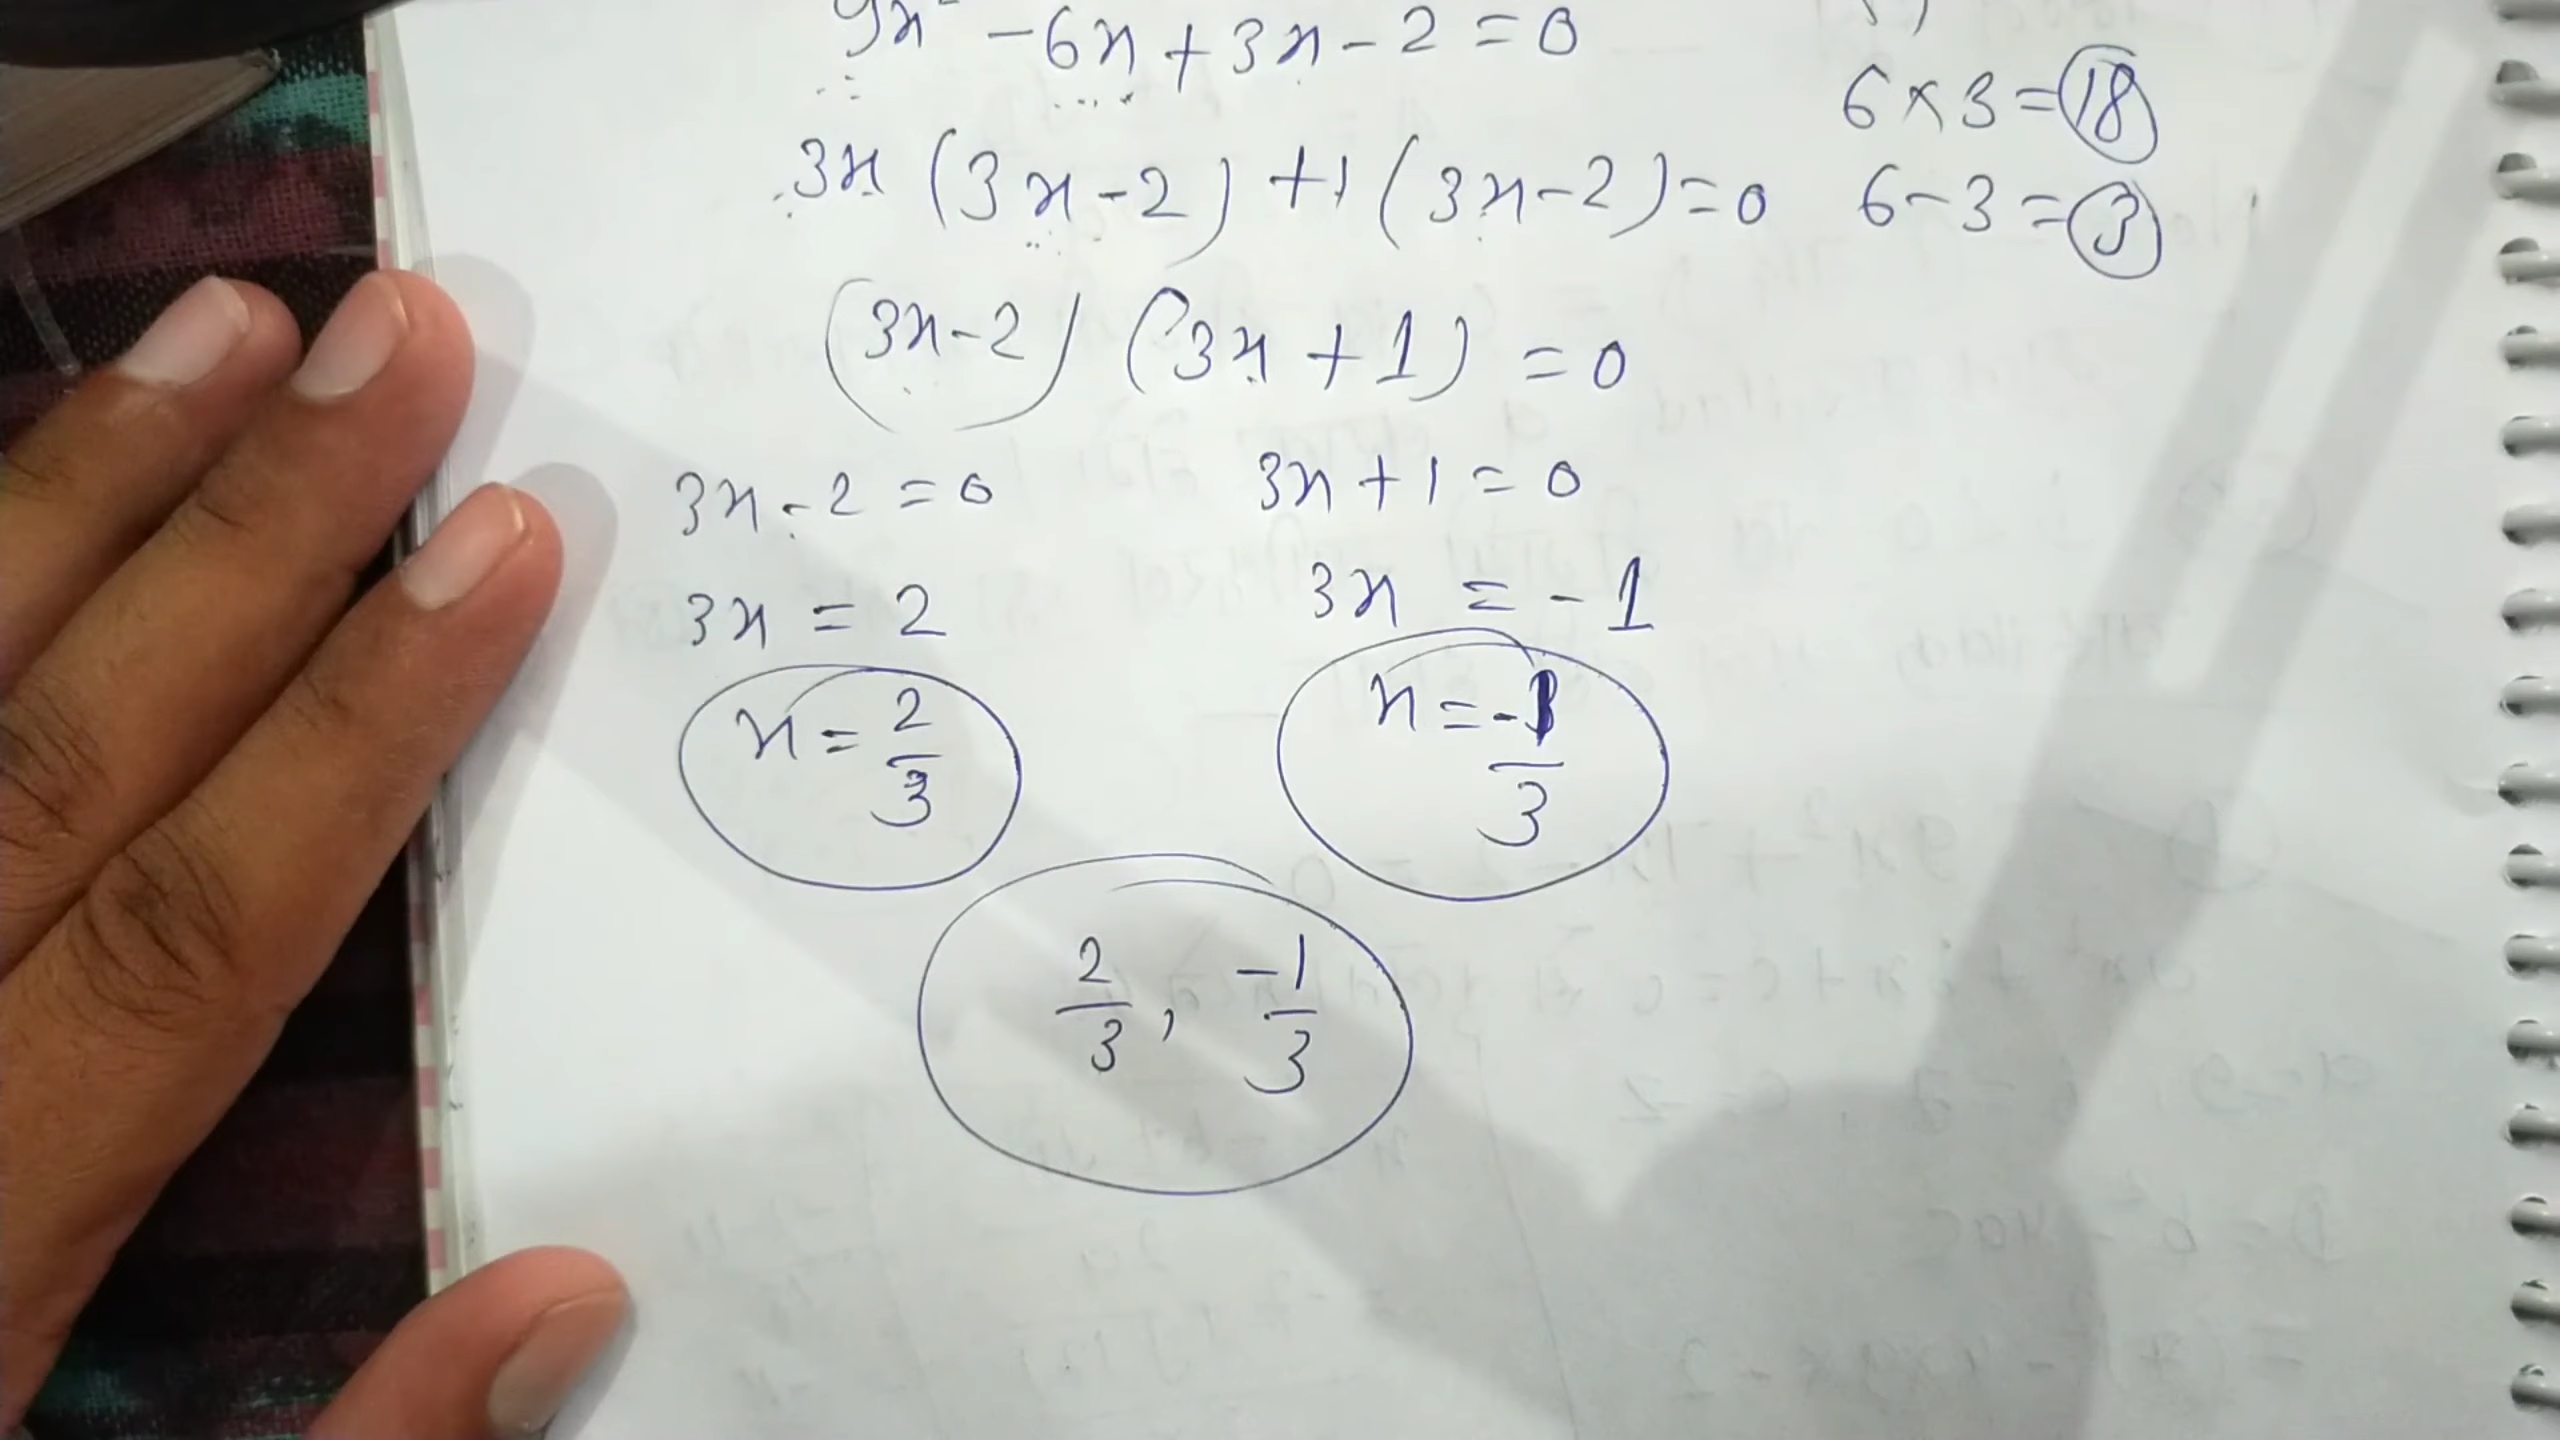 9x² - 6x + 3x - 2 = 0
6 × 3 = 18
3x (3x - 2) + 1 (3x - 2) = 0
6 - 3 = 3
(3x - 2) (3x + 1) = 0
3x - 2 = 0
3x + 1 = 0
3x = 2
3x = - 1
x = 2/3
x = -1/3
2/3, -1/3